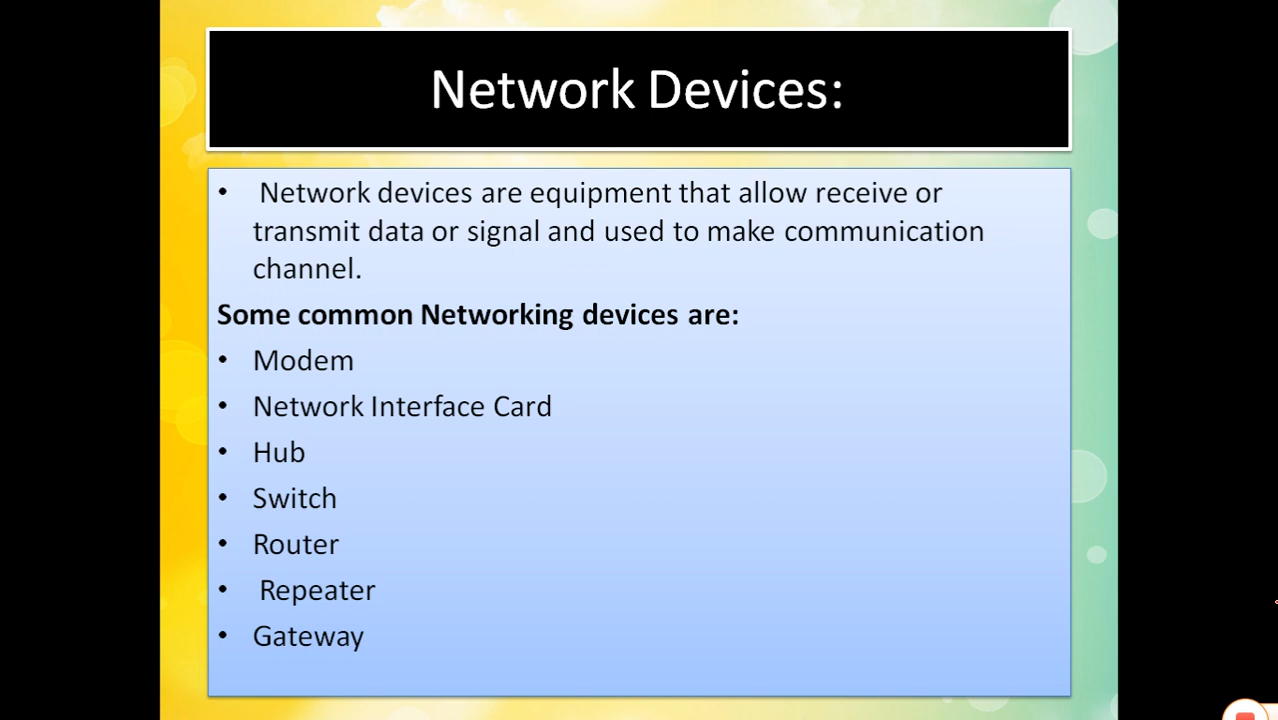 Network Devices:
• Network devices are equipment that allow receive or
transmit data or signal and used to make communication
channel.
Some common Networking devices are:
• Modem
• Network Interface Card
• Hub
• Switch
• Router
• Repeater
• Gateway